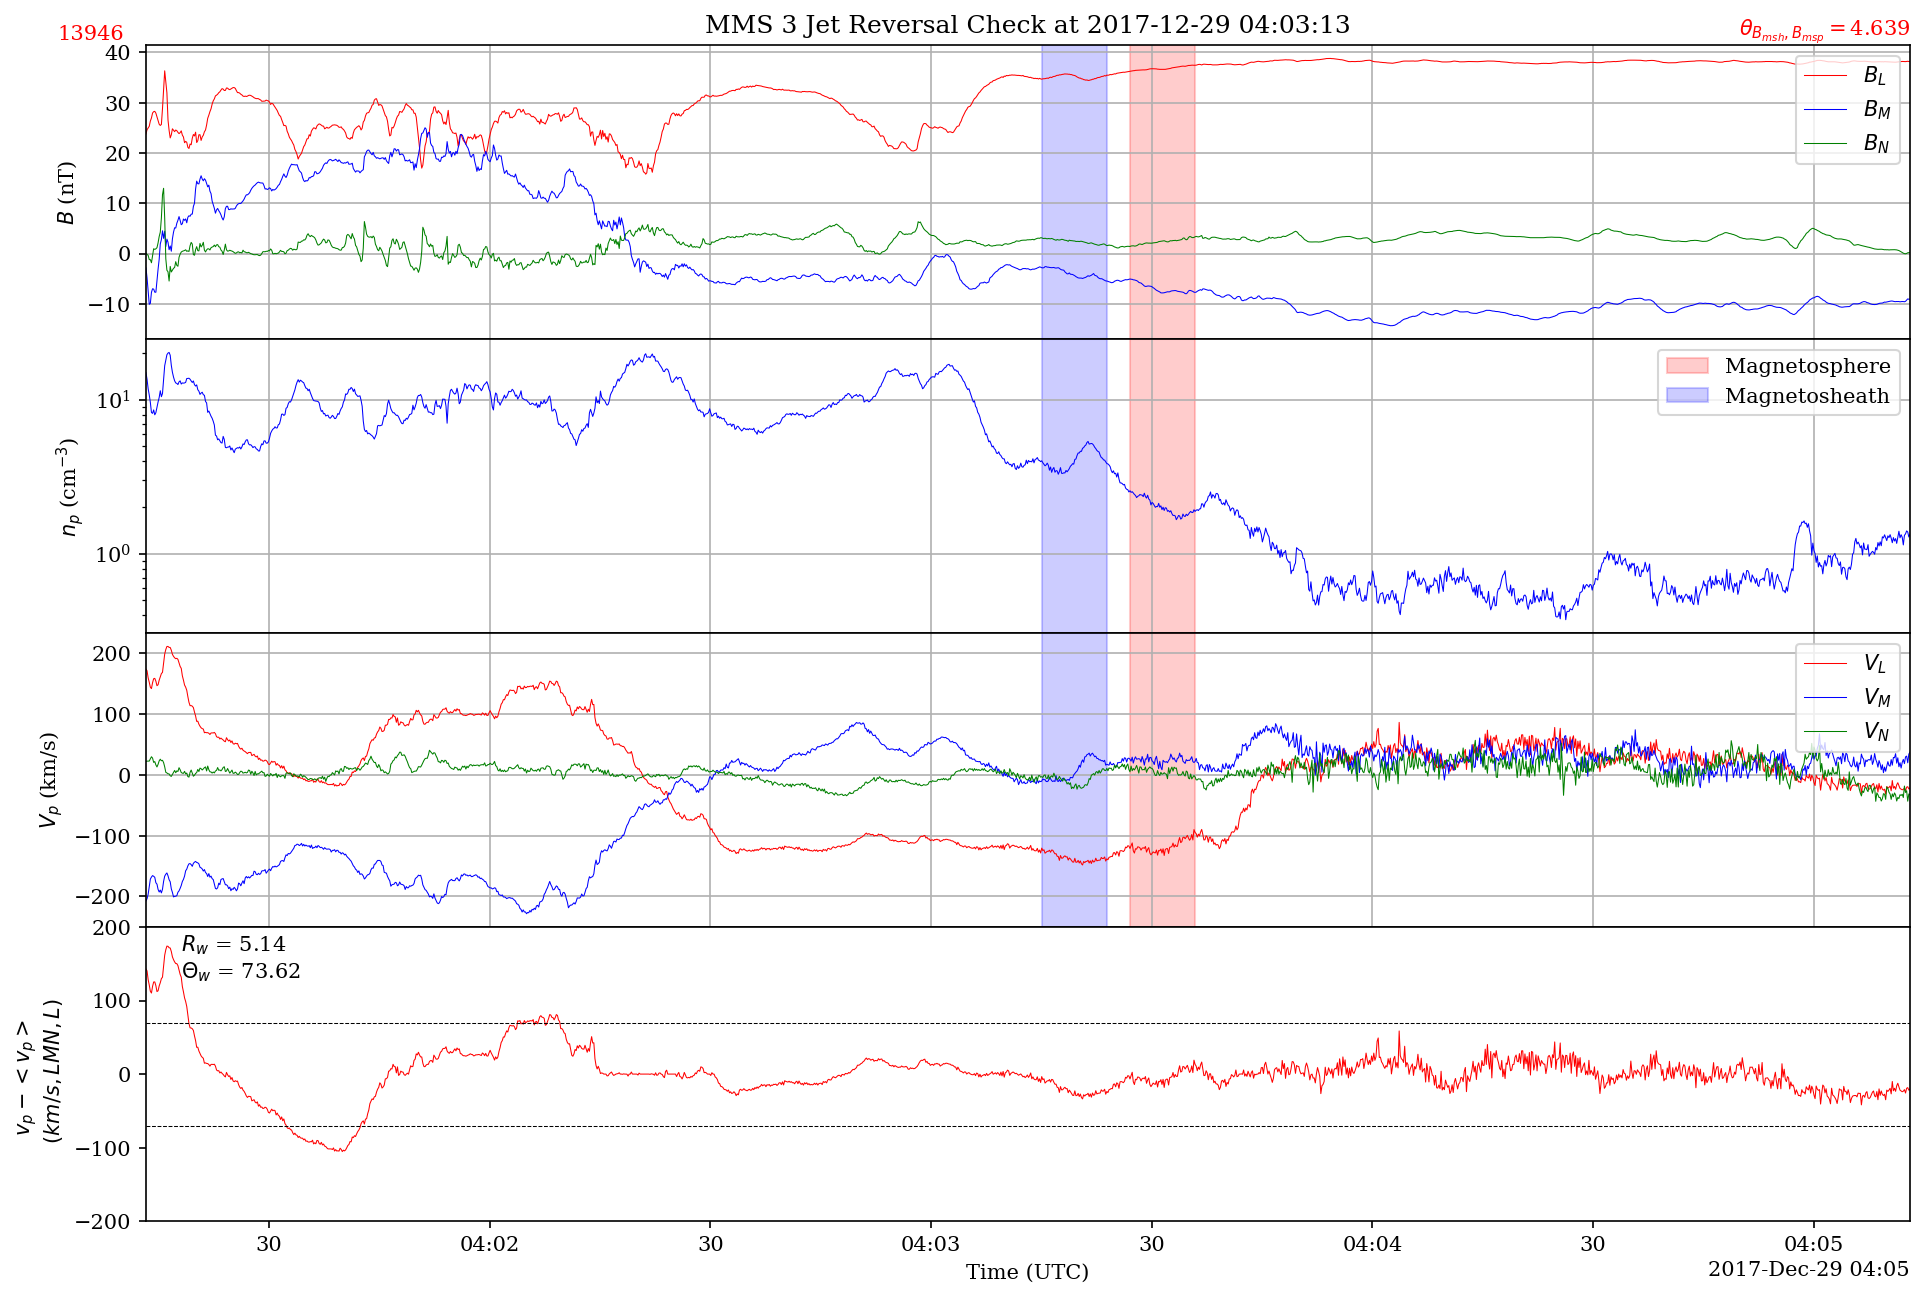 MMS 3 Jet Reversal Check at 2017-12-29 04:03:13
13946
θ_{B_{msh}, B_{msp}} = 4.639
40
30
20
10
0
−10
B (nT)
B_L
B_M
B_N
10^1
10^0
n_p (cm^{−3})
Magnetosphere
Magnetosheath
200
100
0
−100
−200
V_p (km/s)
V_L
V_M
V_N
200
100
0
−100
−200
v_p − < v_p >
(km/s, LMN, L)
R_w = 5.14
Θ_w = 73.62
30 04:02 30 04:03 30 04:04 30 04:05
Time (UTC)
2017-Dec-29 04:05